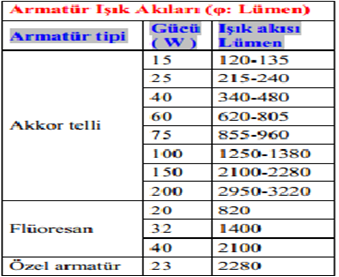 Armatür Işık Akıları (φ: Lümen)
Armatür tipi Gücü ( W ) Işık akısı Lümen
Akkor telli 15 120-135
25 215-240
40 340-480
60 620-805
75 855-960
100 1250-1380
150 2100-2280
200 2950-3220
Flüoresan 20 820
32 1400
40 2100
Özel armatür 23 2280